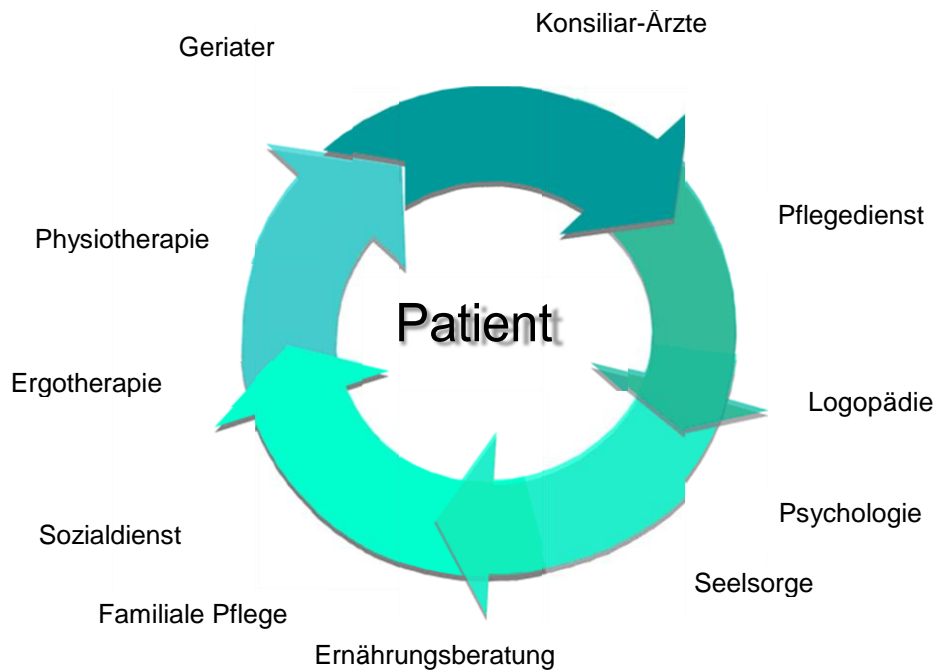 Konsiliar-Ärzte
Geriater
Pflegedienst
Physiotherapie
Patient
Ergotherapie
Logopädie
Psychologie
Sozialdienst
Seelsorge
Familiale Pflege
Ernährungsberatung